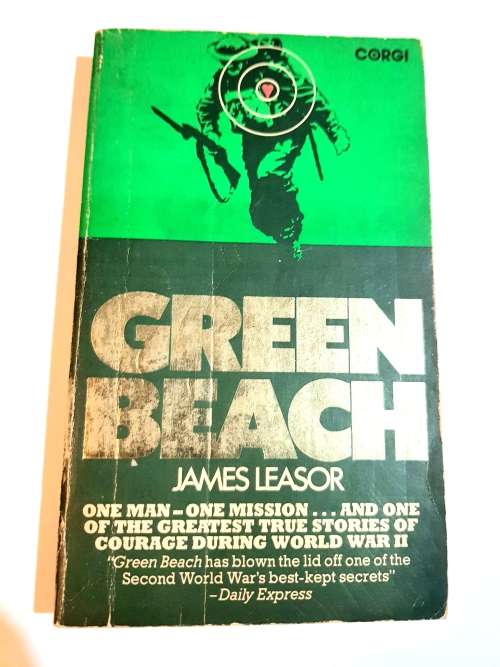 CORGI
GREEN
BEACH
JAMES LEASOR
ONE MAN – ONE MISSION . . . AND ONE
OF THE GREATEST TRUE STORIES OF
COURAGE DURING WORLD WAR II
"Green Beach has blown the lid off one of the
Second World War's best-kept secrets"
– Daily Express